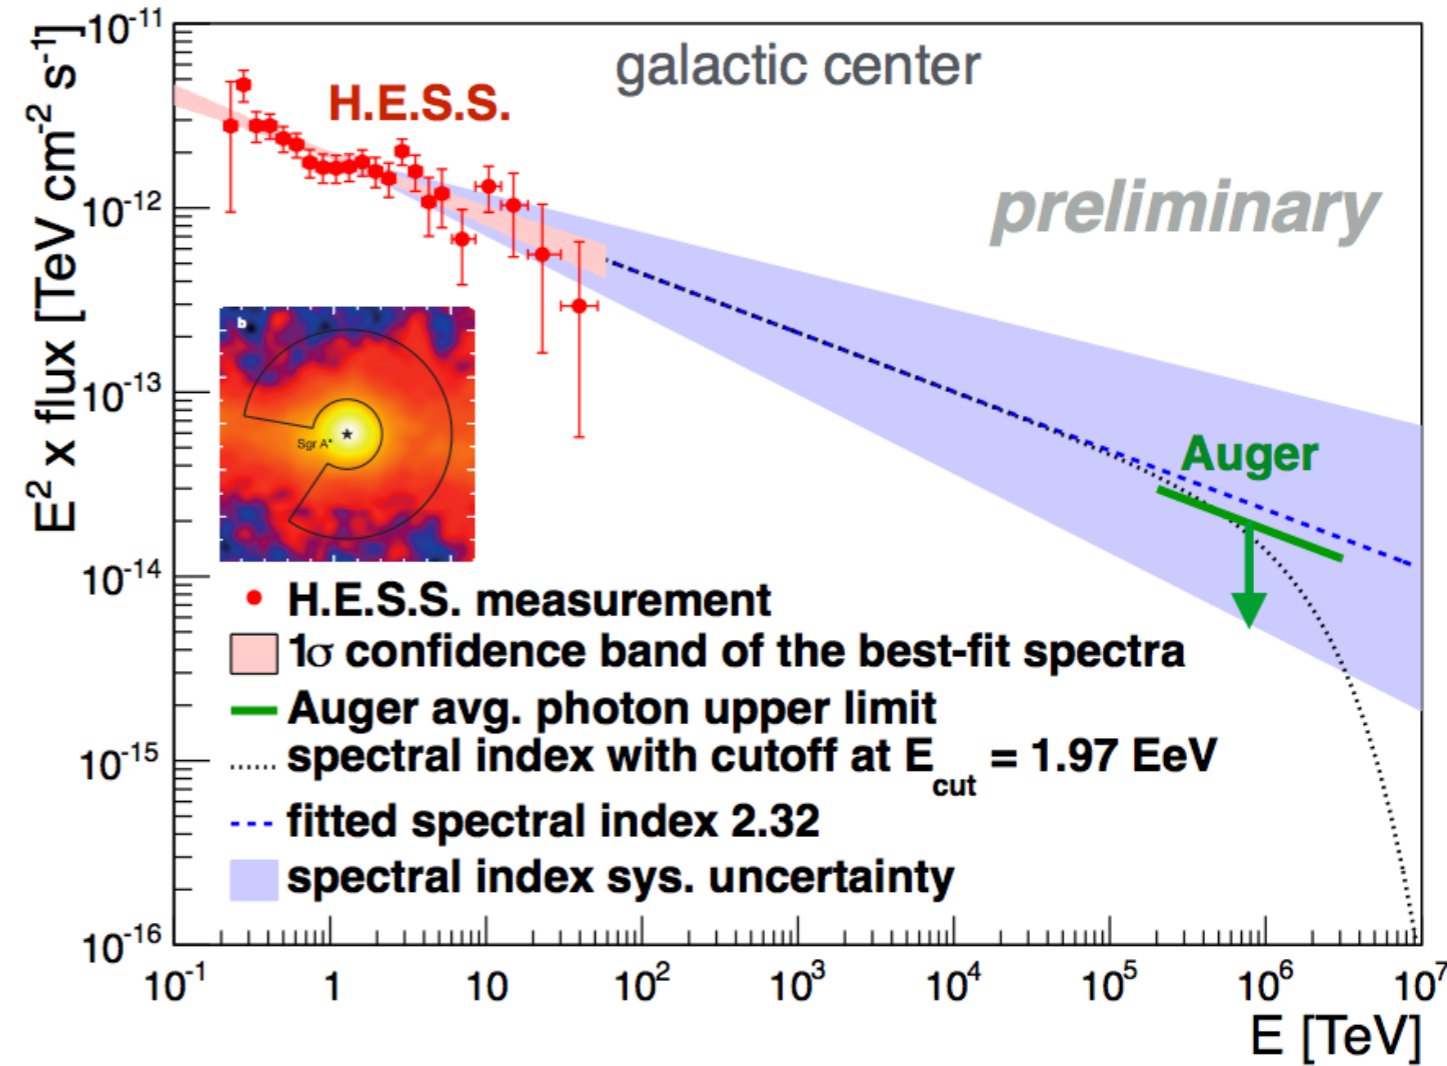 galactic center
H.E.S.S.
preliminary
Auger
b
Sgr A*
H.E.S.S. measurement
1σ confidence band of the best-fit spectra
Auger avg. photon upper limit
spectral index with cutoff at E_cut = 1.97 EeV
fitted spectral index 2.32
spectral index sys. uncertainty
E² x flux [TeV cm⁻² s⁻¹]
10⁻¹¹
10⁻¹²
10⁻¹³
10⁻¹⁴
10⁻¹⁵
10⁻¹⁶
10⁻¹ 1 10 10² 10³ 10⁴ 10⁵ 10⁶ 10⁷
E [TeV]